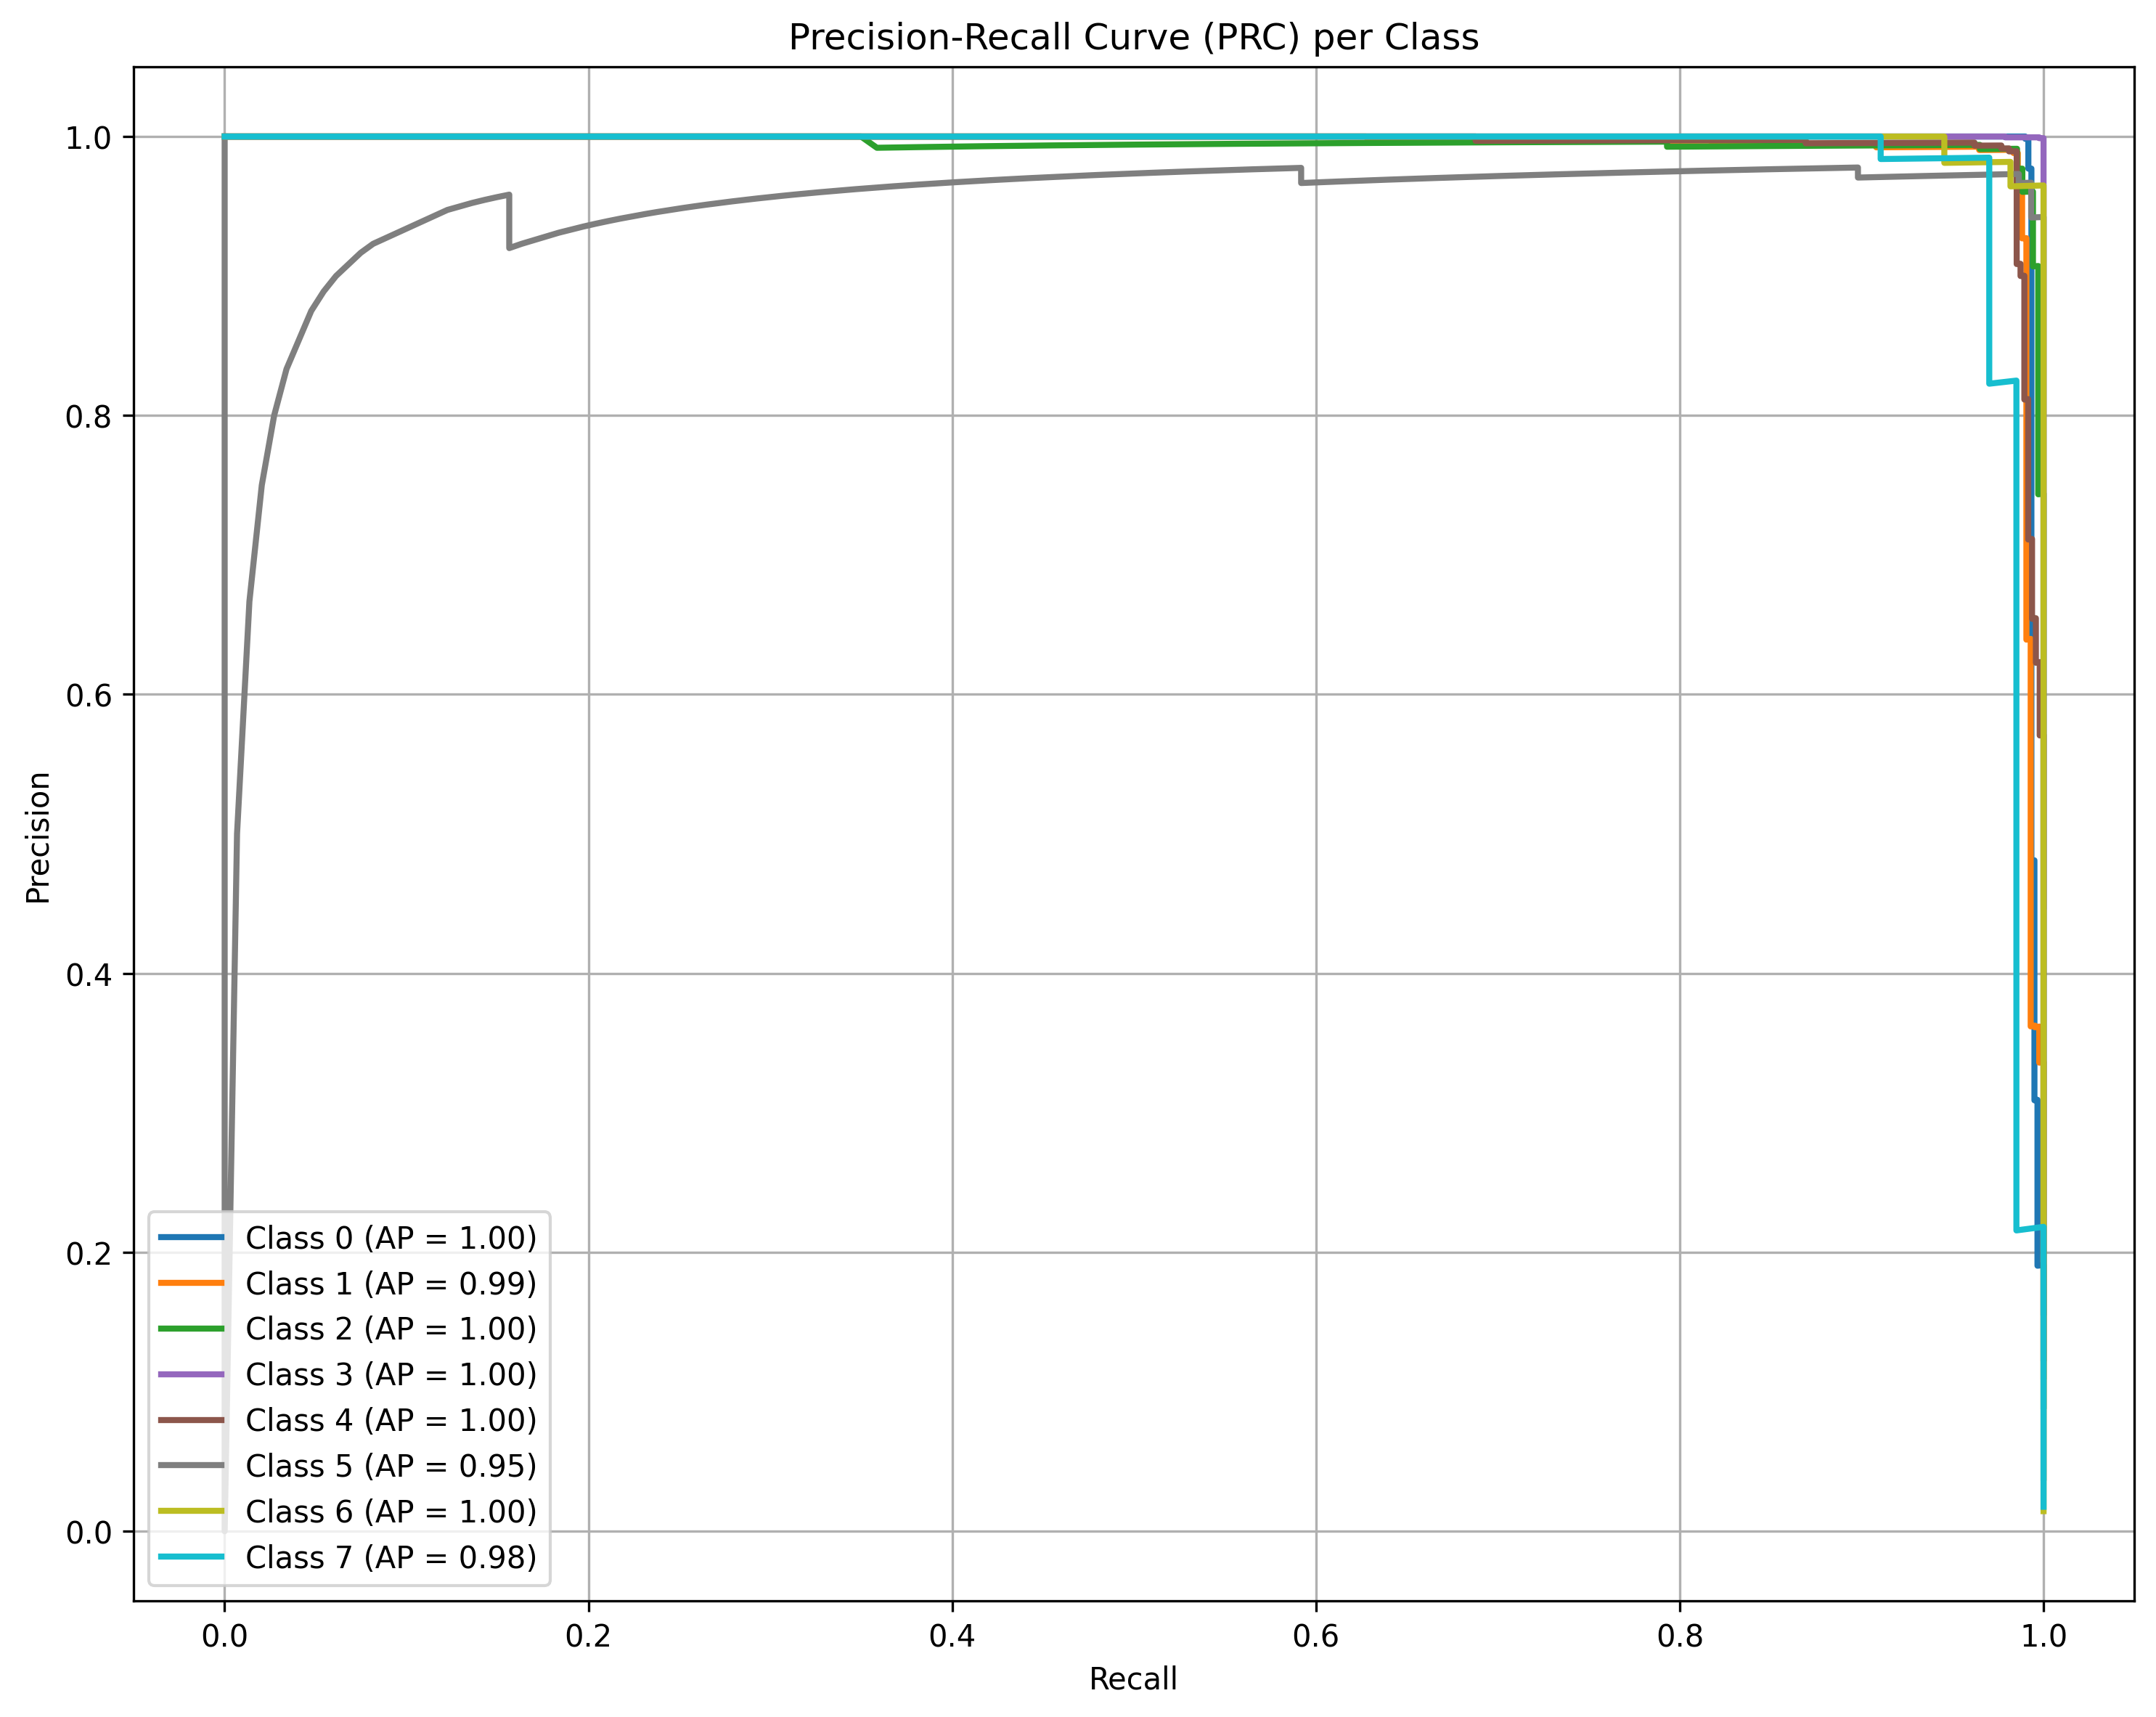 Precision-Recall Curve (PRC) per Class
1.0
0.8
0.6
0.4
0.2
0.0
Precision
Class 0 (AP = 1.00)
Class 1 (AP = 0.99)
Class 2 (AP = 1.00)
Class 3 (AP = 1.00)
Class 4 (AP = 1.00)
Class 5 (AP = 0.95)
Class 6 (AP = 1.00)
Class 7 (AP = 0.98)
0.0 0.2 0.4 0.6 0.8 1.0
Recall